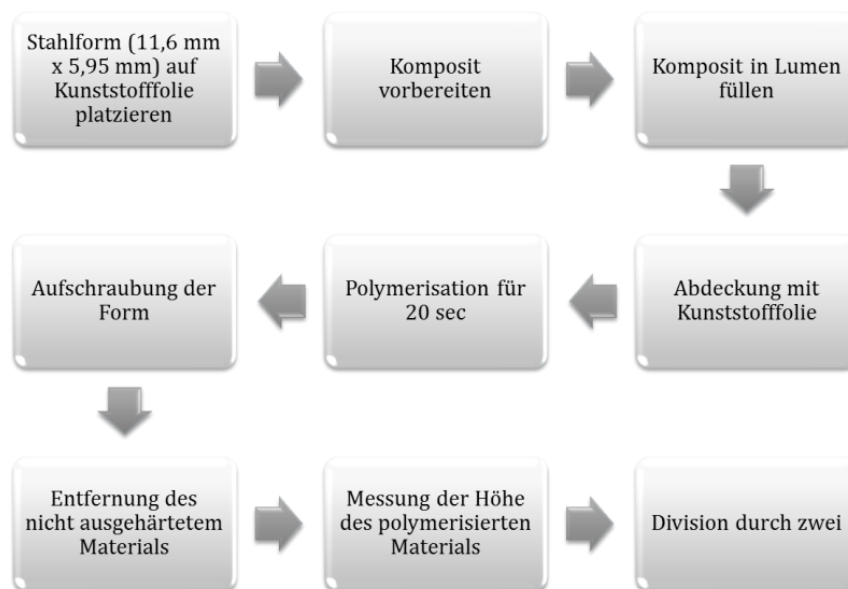 Stahlform (11,6 mm
x 5,95 mm) auf
Kunststofffolie
platzieren
Komposit
vorbereiten
Komposit in Lumen
füllen
Abdeckung mit
Kunststofffolie
Polymerisation für
20 sec
Aufschraubung der
Form
Entfernung des
nicht ausgehärtetem
Materials
Messung der Höhe
des polymerisierten
Materials
Division durch zwei